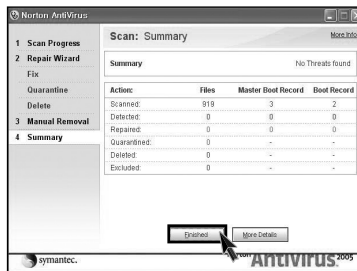 Norton AntiVirus
1 Scan Progress
2 Repair Wizard
Fix
Quarantine
Delete
3 Manual Removal
4 Summary
Scan: Summary
More Info
Summary No Threats found
Action: Files Master Boot Record Boot Record
Scanned: 919 3 2
Detected: 0 0 0
Repaired: 0 0 0
Quarantined: 0 - -
Deleted: 0 - -
Excluded: 0 - -
Finished More Details
symantec.
AntiVirus 2005